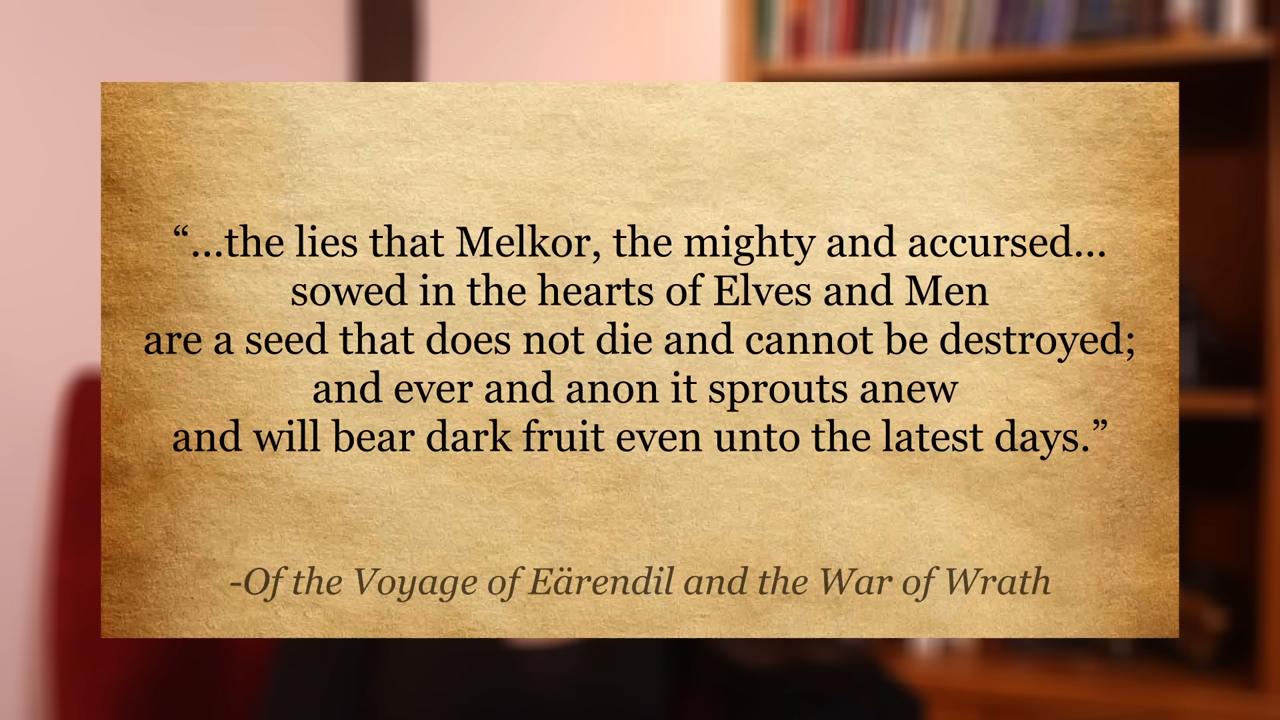 “…the lies that Melkor, the mighty and accursed…
sowed in the hearts of Elves and Men
are a seed that does not die and cannot be destroyed;
and ever and anon it sprouts anew
and will bear dark fruit even unto the latest days.”
-Of the Voyage of Eärendil and the War of Wrath